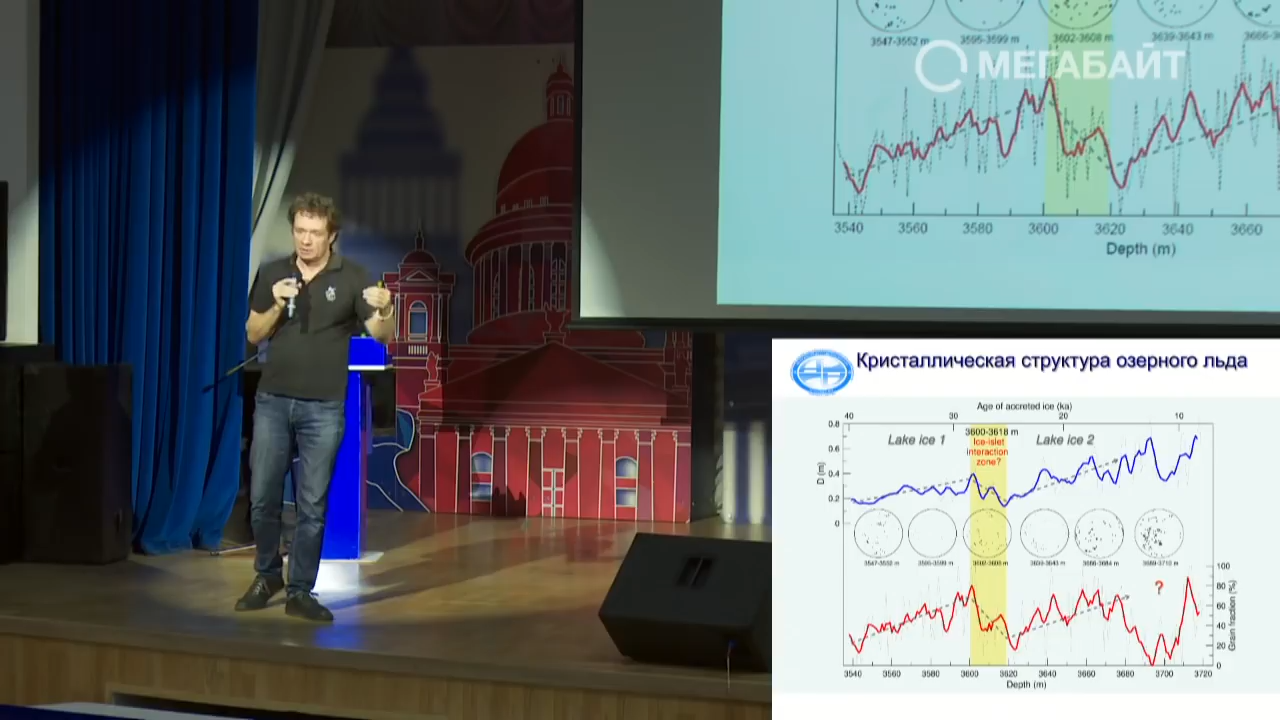 3547-3552 m 3595-3599 m 3602-3608 m 3639-3643 m
МЕГАБАЙТ
3540 3560 3580 3600 3620 3640 3660
Depth (m)
Кристаллическая структура озерного льда
Age of accreted ice (ka)
40 30 20 10
0.8
0.6
0.4
0.2
0
D (m)
Lake ice 1
3600-3618 m
Ice-islet
interaction
zone?
Lake ice 2
3547-3552 m 3595-3599 m 3602-3608 m 3639-3643 m 3666-3684 m 3689-3718 m
?
100
80
60
40
20
0
Grain fraction (%)
3540 3560 3580 3600 3620 3640 3660 3680 3700 3720
Depth (m)